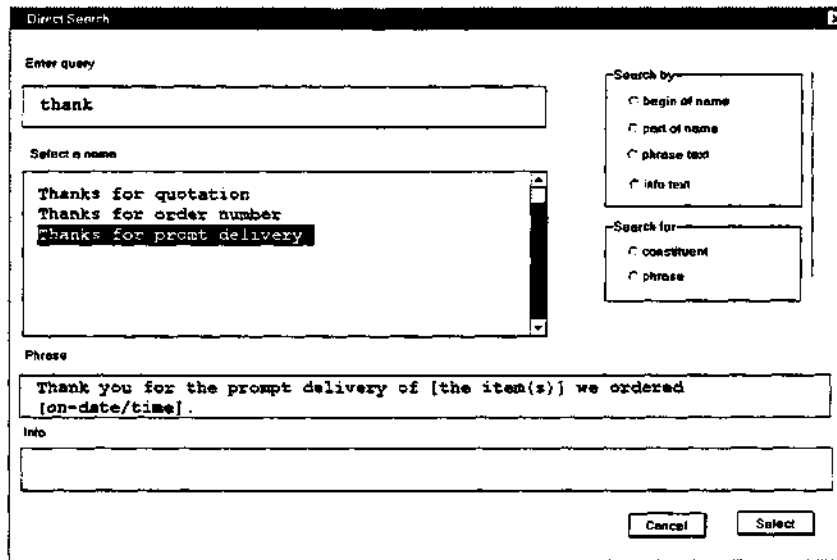 Direct Search
Enter query
thank
Select a name
Thanks for quotation
Thanks for order number
Thanks for promt delivery
Search by
begin of name
part of name
phrase text
info text
Search for
constituent
phrase
Phrase
Thank you for the prompt delivery of [the item(s)] we ordered
[on-date/time].
Info
Cancel
Select